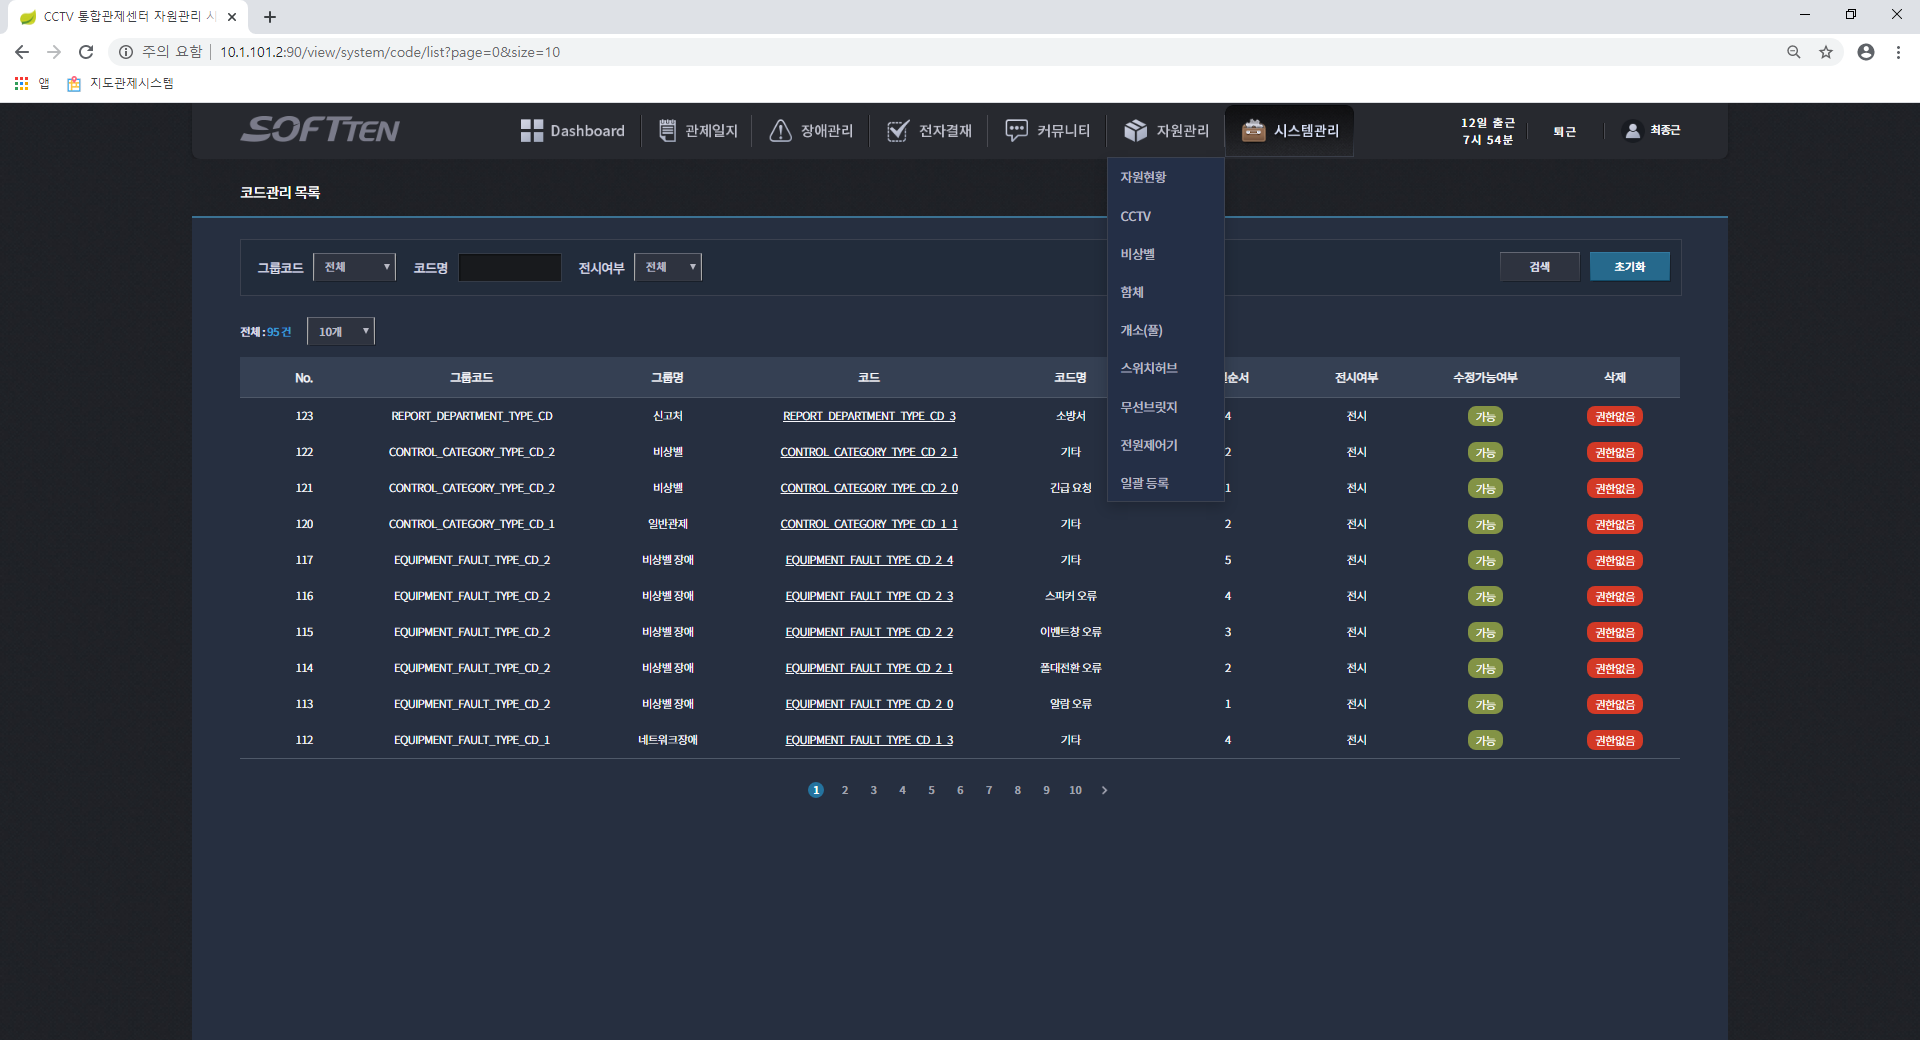 CCTV 통합관제센터 자원관리 시
주의 요함 10.1.101.2:90/view/system/code/list?page=0&size=10
앱 지도관제시스템
SOFTTEN Dashboard 관제일지 장애관리 전자결재 커뮤니티 자원관리 시스템관리 12일 출근 7시 54분 퇴근 최종근
자원현황
CCTV
비상벨
함체
개소(풀)
스위치허브
무선브릿지
전원제어기
일괄 등록
코드관리 목록
그룹코드 전체 코드명 전시여부 전체 검색 초기화
전체 : 95 건 10개
No. 그룹코드 그룹명 코드 코드명 순서 전시여부 수정가능여부 삭제
123 REPORT_DEPARTMENT_TYPE_CD 신고처 REPORT_DEPARTMENT_TYPE_CD_3 소방서 4 전시 가능 권한없음
122 CONTROL_CATEGORY_TYPE_CD_2 비상벨 CONTROL_CATEGORY_TYPE_CD_2_1 기타 2 전시 가능 권한없음
121 CONTROL_CATEGORY_TYPE_CD_2 비상벨 CONTROL_CATEGORY_TYPE_CD_2_0 긴급 요청 1 전시 가능 권한없음
120 CONTROL_CATEGORY_TYPE_CD_1 일반관제 CONTROL_CATEGORY_TYPE_CD_1_1 기타 2 전시 가능 권한없음
117 EQUIPMENT_FAULT_TYPE_CD_2 비상벨 장애 EQUIPMENT_FAULT_TYPE_CD_2_4 기타 5 전시 가능 권한없음
116 EQUIPMENT_FAULT_TYPE_CD_2 비상벨 장애 EQUIPMENT_FAULT_TYPE_CD_2_3 스피커 오류 4 전시 가능 권한없음
115 EQUIPMENT_FAULT_TYPE_CD_2 비상벨 장애 EQUIPMENT_FAULT_TYPE_CD_2_2 이벤트창 오류 3 전시 가능 권한없음
114 EQUIPMENT_FAULT_TYPE_CD_2 비상벨 장애 EQUIPMENT_FAULT_TYPE_CD_2_1 폴대전환 오류 2 전시 가능 권한없음
113 EQUIPMENT_FAULT_TYPE_CD_2 비상벨 장애 EQUIPMENT_FAULT_TYPE_CD_2_0 알람 오류 1 전시 가능 권한없음
112 EQUIPMENT_FAULT_TYPE_CD_1 네트워크장애 EQUIPMENT_FAULT_TYPE_CD_1_3 기타 4 전시 가능 권한없음
1 2 3 4 5 6 7 8 9 10